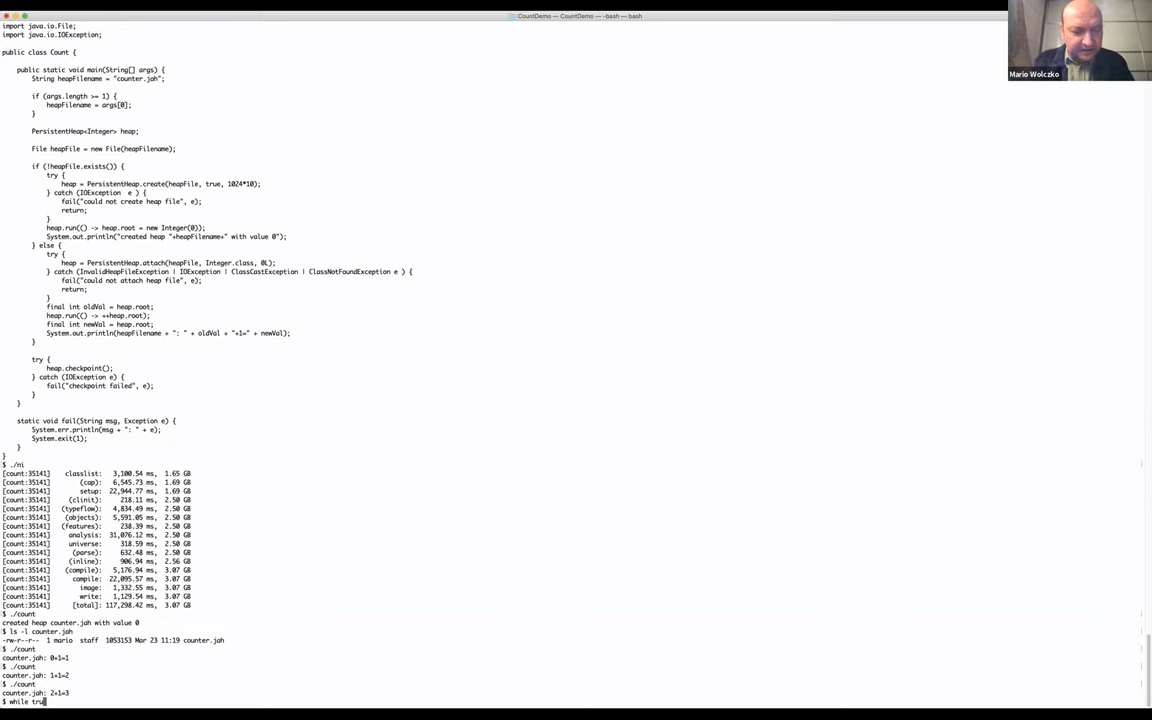 CountDemo — CountDemo — -bash — bash
import java.io.File;
import java.io.IOException;
public class Count {
public static void main(String[] args) {
String heapFilename = "counter.jah";
if (args.length >= 1) {
heapFilename = args[0];
}
PersistentHeap<Integer> heap;
File heapFile = new File(heapFilename);
if (!heapFile.exists()) {
try {
heap = PersistentHeap.create(heapFile, true, 1024*10);
} catch (IOException  e ) {
fail("could not create heap file", e);
return;
}
heap.run(() -> heap.root = new Integer(0));
System.out.println("created heap "+heapFilename+" with value 0");
} else {
try {
heap = PersistentHeap.attach(heapFile, Integer.class, 0L);
} catch (InvalidHeapFileException | IOException | ClassCastException | ClassNotFoundException e ) {
fail("could not attach heap file", e);
return;
}
final int oldVal = heap.root;
heap.run(() -> ++heap.root);
final int newVal = heap.root;
System.out.println(heapFilename + ": " + oldVal + "+1=" + newVal);
}
try {
heap.checkpoint();
} catch (IOException e) {
fail("checkpoint failed", e);
}
}
static void fail(String msg, Exception e) {
System.err.println(msg + ": " + e);
System.exit(1);
}
}
$ ./ni
[count:35141]    classlist:   3,100.54 ms,  1.65 GB
[count:35141]        (cap):   6,545.73 ms,  1.69 GB
[count:35141]        setup:  22,944.77 ms,  1.69 GB
[count:35141]     (clinit):     218.11 ms,  2.50 GB
[count:35141]   (typeflow):   4,834.49 ms,  2.50 GB
[count:35141]    (objects):   5,591.05 ms,  2.50 GB
[count:35141]   (features):     238.39 ms,  2.50 GB
[count:35141]     analysis:  31,076.12 ms,  2.50 GB
[count:35141]     universe:     318.59 ms,  2.50 GB
[count:35141]      (parse):     632.48 ms,  2.50 GB
[count:35141]     (inline):     906.94 ms,  2.56 GB
[count:35141]    (compile):   5,176.94 ms,  3.07 GB
[count:35141]      compile:  22,095.57 ms,  3.07 GB
[count:35141]        image:   1,332.55 ms,  3.07 GB
[count:35141]        write:   1,129.54 ms,  3.07 GB
[count:35141]      [total]: 117,298.42 ms,  3.07 GB
$ ./count
created heap counter.jah with value 0
$ ls -l counter.jah
-rw-r--r--  1 mario  staff  1053153 Mar 23 11:19 counter.jah
$ ./count
counter.jah: 0+1=1
$ ./count
counter.jah: 1+1=2
$ ./count
counter.jah: 2+1=3
$ while tru
Mario Wolczko